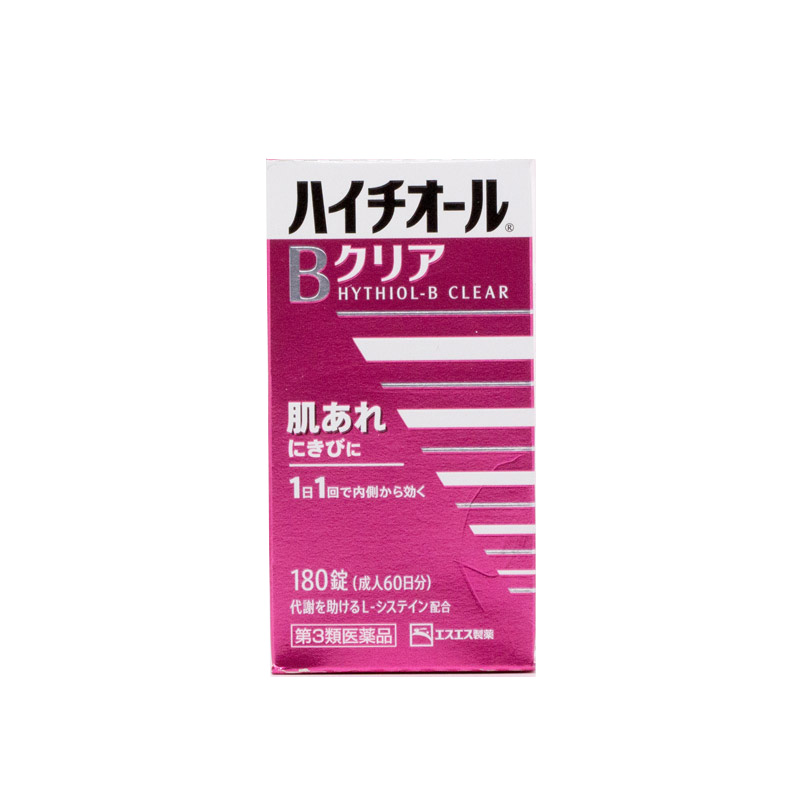 ハイチオール®
Bクリア
HYTHIOL-B CLEAR
肌あれ
にきびに
1日1回で内側から効く
180錠(成人60日分)
代謝を助けるL-システイン配合
第3類医薬品 エスエス製薬